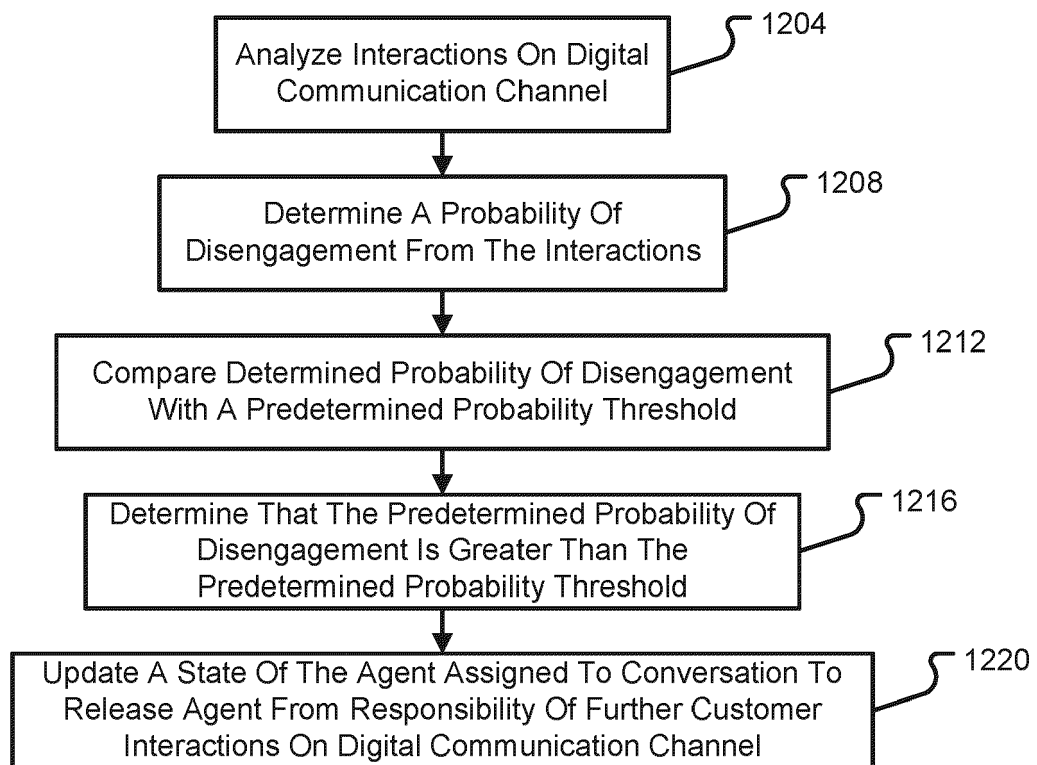 Analyze Interactions On Digital
Communication Channel
1204
Determine A Probability Of
Disengagement From The Interactions
1208
Compare Determined Probability Of Disengagement
With A Predetermined Probability Threshold
1212
Determine That The Predetermined Probability Of
Disengagement Is Greater Than The
Predetermined Probability Threshold
1216
Update A State Of The Agent Assigned To Conversation To
Release Agent From Responsibility Of Further Customer
Interactions On Digital Communication Channel
1220